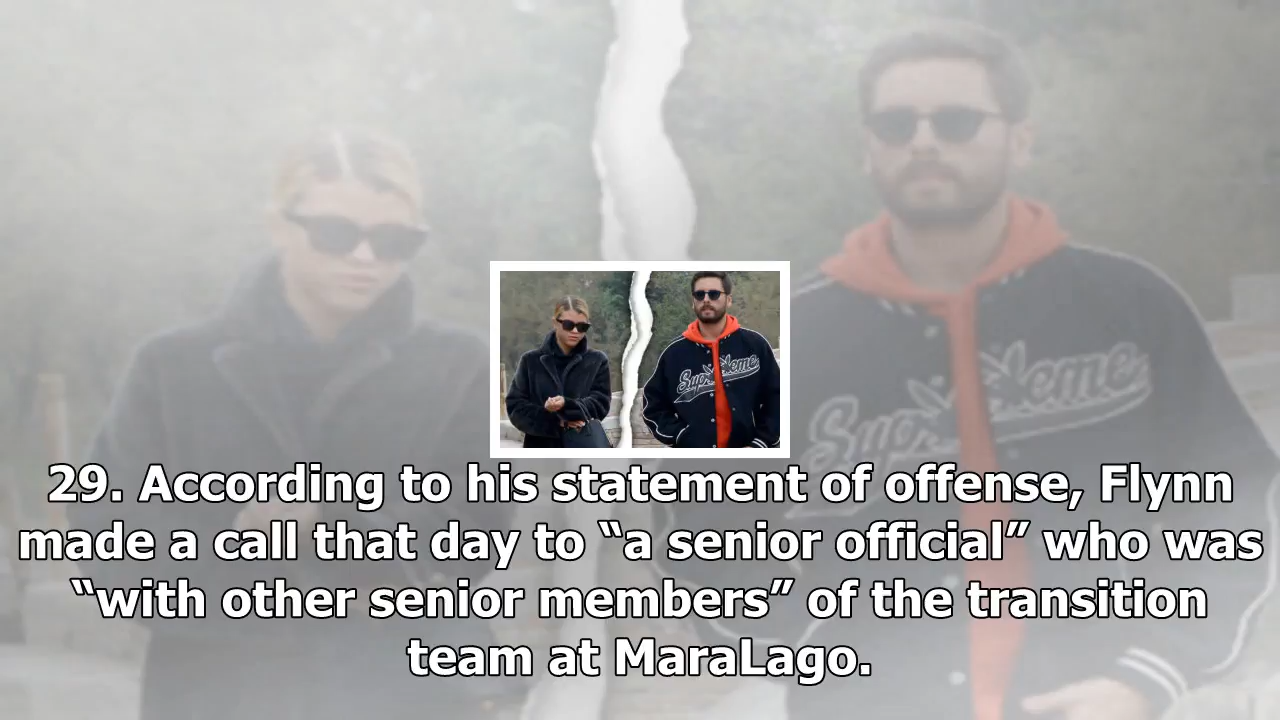 Supreme
29. According to his statement of offense, Flynn
made a call that day to “a senior official” who was
“with other senior members” of the transition
team at MaraLago.